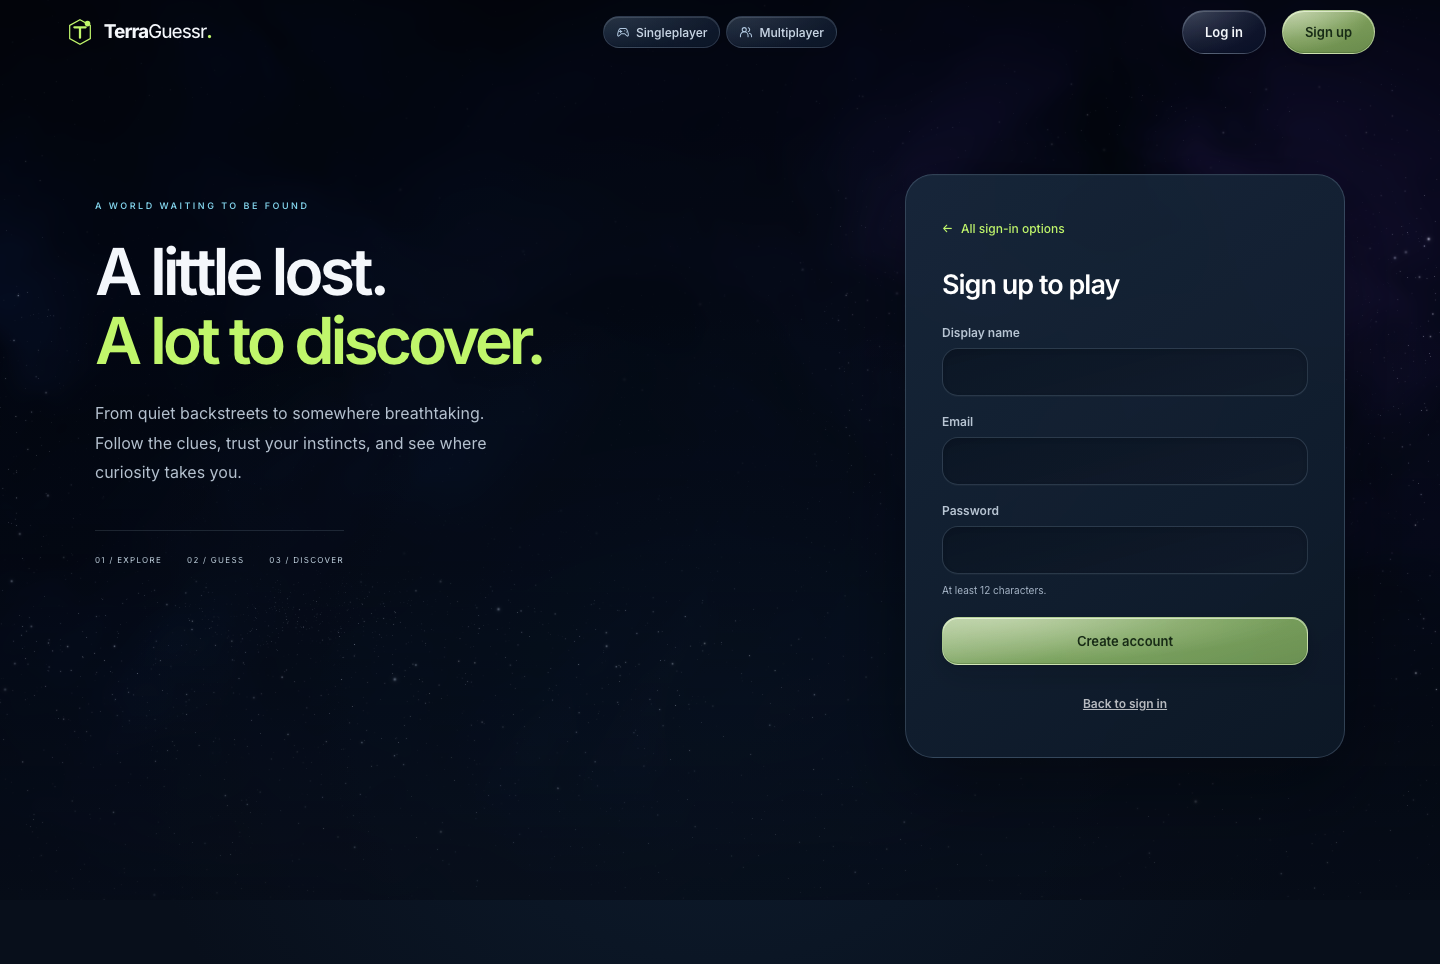 TerraGuessr.
Singleplayer
Multiplayer
Log in
Sign up
A WORLD WAITING TO BE FOUND
A little lost.
A lot to discover.
From quiet backstreets to somewhere breathtaking.
Follow the clues, trust your instincts, and see where
curiosity takes you.
01 / EXPLORE
02 / GUESS
03 / DISCOVER
← All sign-in options
Sign up to play
Display name
Email
Password
At least 12 characters.
Create account
Back to sign in